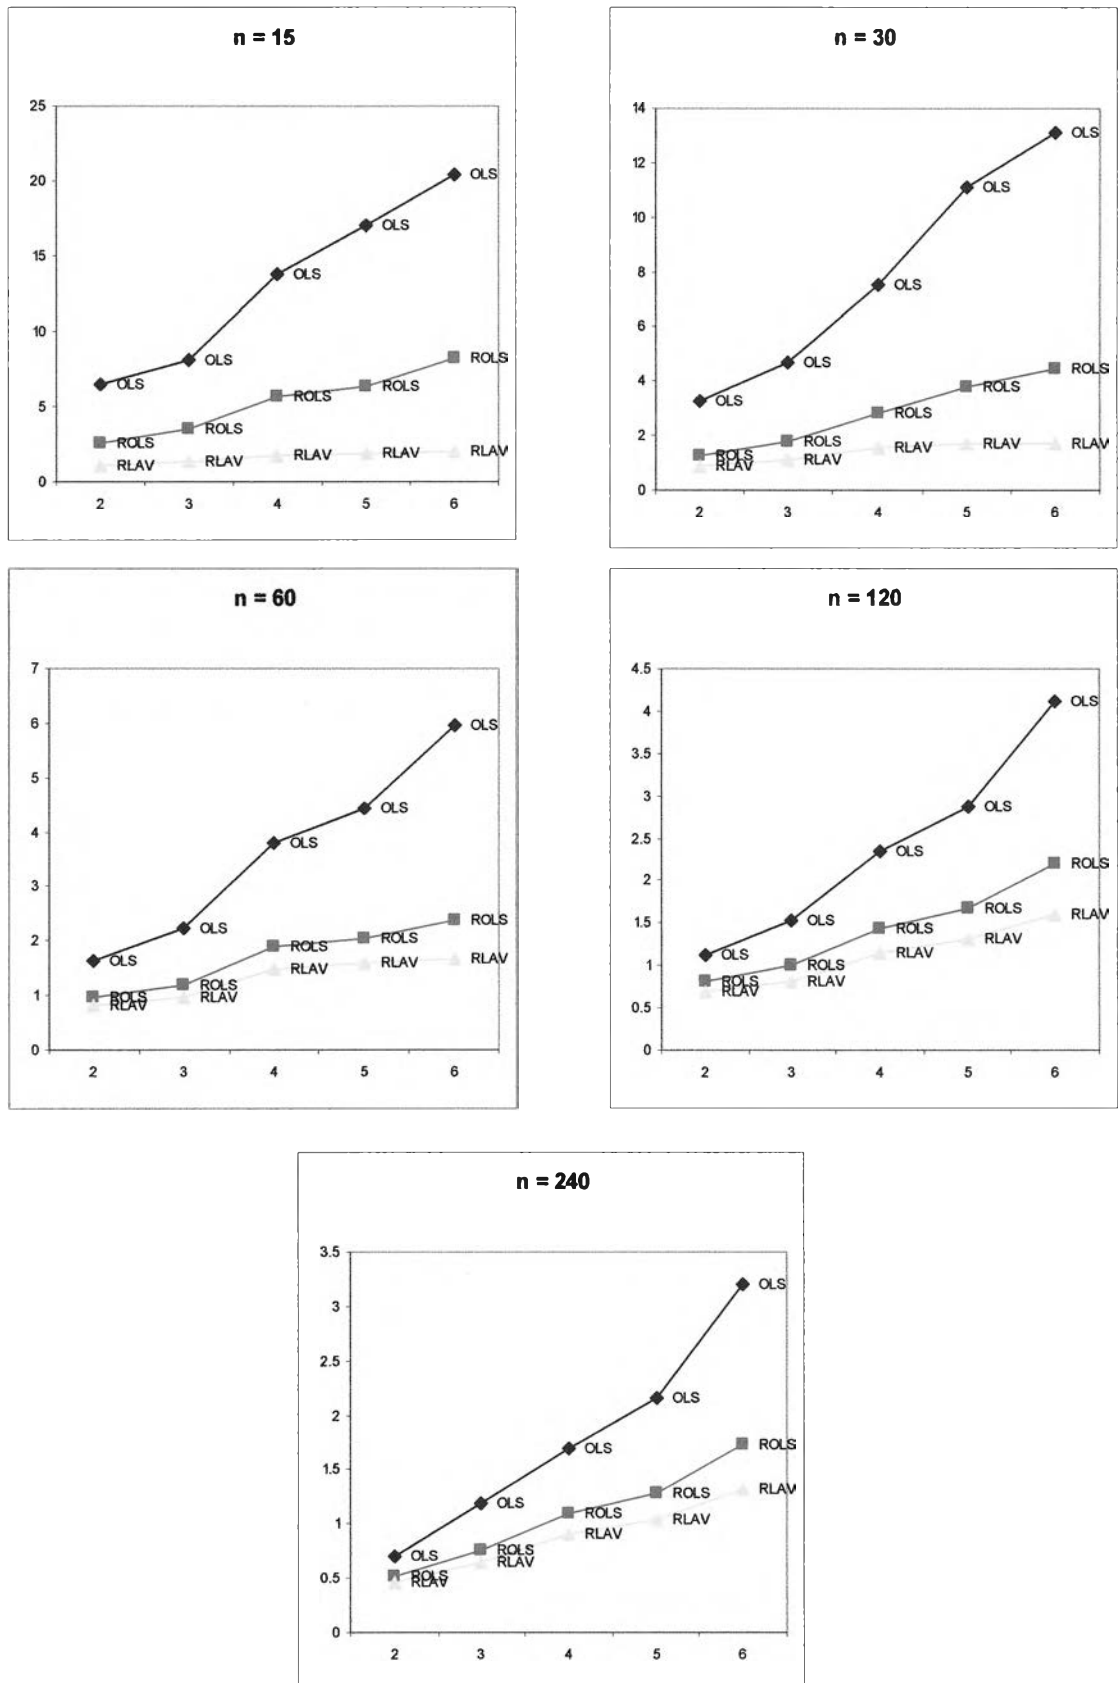 n = 15
25
20
15
10
5
0
OLS
OLS
OLS
OLS
OLS
ROLS
ROLS
ROLS
ROLS
ROLS
RLAV
RLAV
RLAV
RLAV
RLAV
2 3 4 5 6
n = 30
14
12
10
8
6
4
2
0
OLS
OLS
OLS
OLS
OLS
ROLS
ROLS
ROLS
ROLS
ROLS
RLAV
RLAV
RLAV
RLAV
RLAV
2 3 4 5 6
n = 60
7
6
5
4
3
2
1
0
OLS
OLS
OLS
OLS
OLS
ROLS
ROLS
ROLS
ROLS
ROLS
RLAV
RLAV
RLAV
RLAV
RLAV
2 3 4 5 6
n = 120
4.5
4
3.5
3
2.5
2
1.5
1
0.5
0
OLS
OLS
OLS
OLS
OLS
ROLS
ROLS
ROLS
ROLS
ROLS
RLAV
RLAV
RLAV
RLAV
RLAV
2 3 4 5 6
n = 240
3.5
3
2.5
2
1.5
1
0.5
0
OLS
OLS
OLS
OLS
OLS
ROLS
ROLS
ROLS
ROLS
ROLS
RLAV
RLAV
RLAV
RLAV
RLAV
2 3 4 5 6